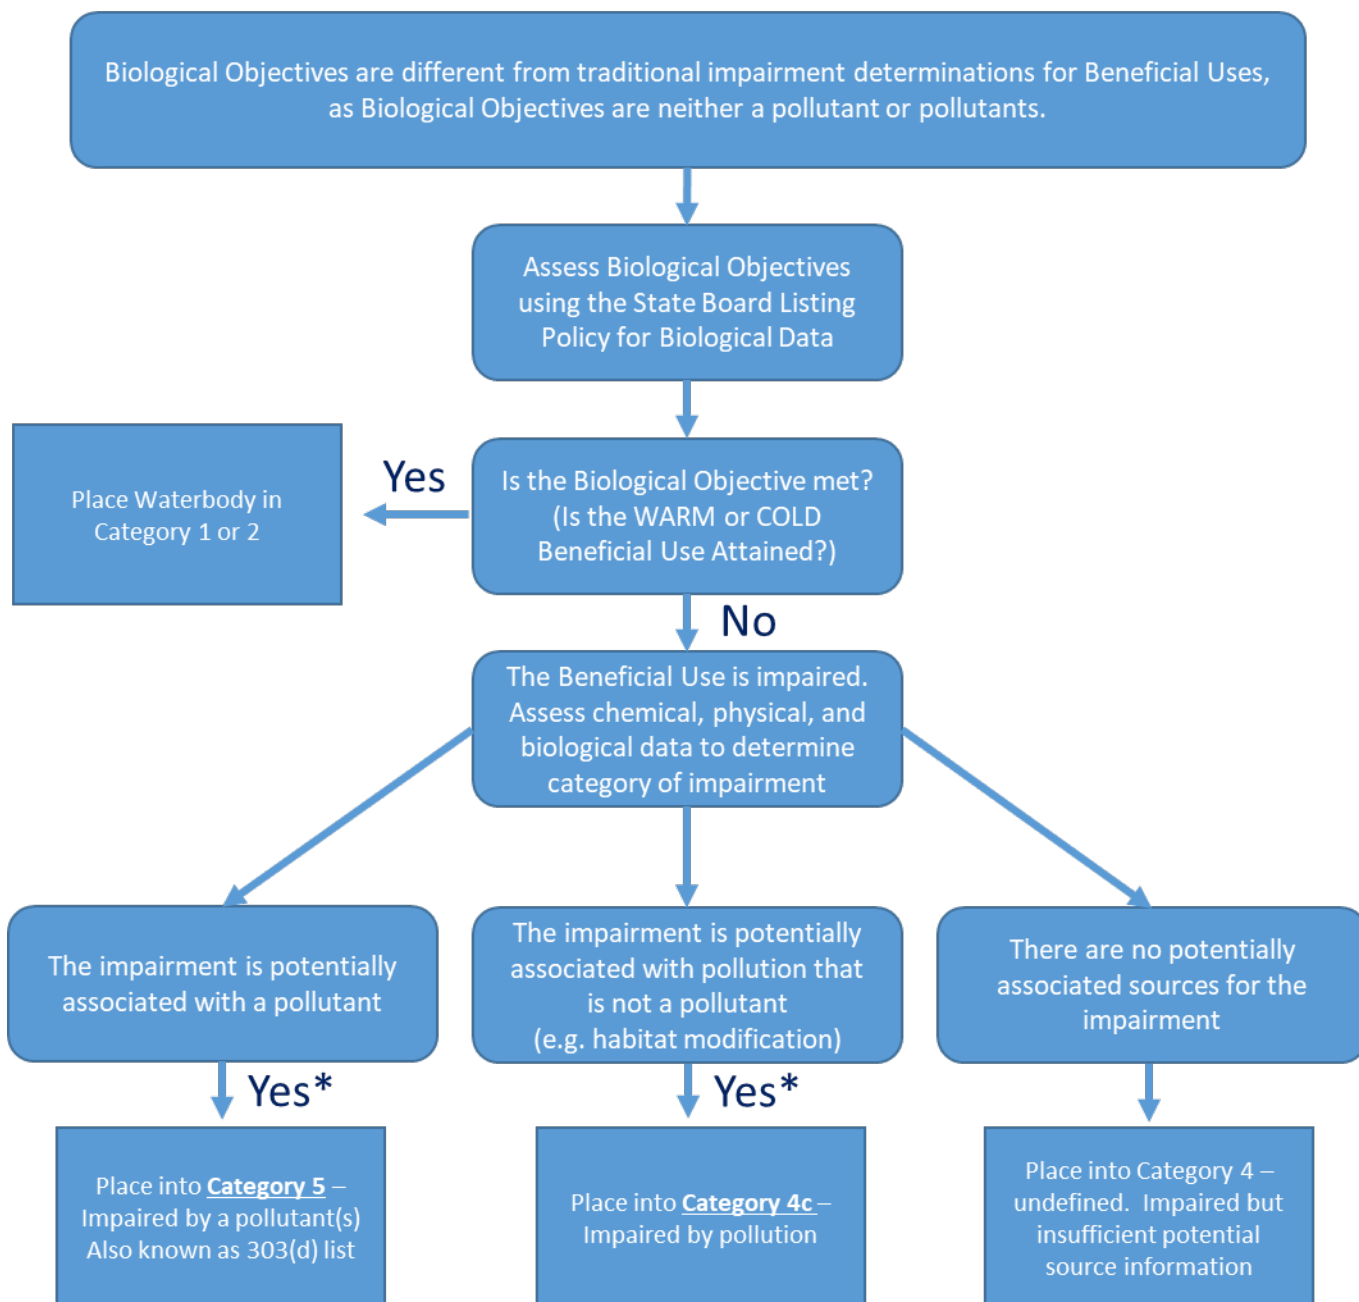 Biological Objectives are different from traditional impairment determinations for Beneficial Uses,
as Biological Objectives are neither a pollutant or pollutants.
Assess Biological Objectives
using the State Board Listing
Policy for Biological Data
Is the Biological Objective met?
(Is the WARM or COLD
Beneficial Use Attained?)
Yes
Place Waterbody in
Category 1 or 2
No
The Beneficial Use is impaired.
Assess chemical, physical, and
biological data to determine
category of impairment
The impairment is potentially
associated with a pollutant
Yes*
Place into Category 5 –
Impaired by a pollutant(s)
Also known as 303(d) list
The impairment is potentially
associated with pollution that
is not a pollutant
(e.g. habitat modification)
Yes*
Place into Category 4c –
Impaired by pollution
There are no potentially
associated sources for the
impairment
Place into Category 4 –
undefined.  Impaired but
insufficient potential
source information